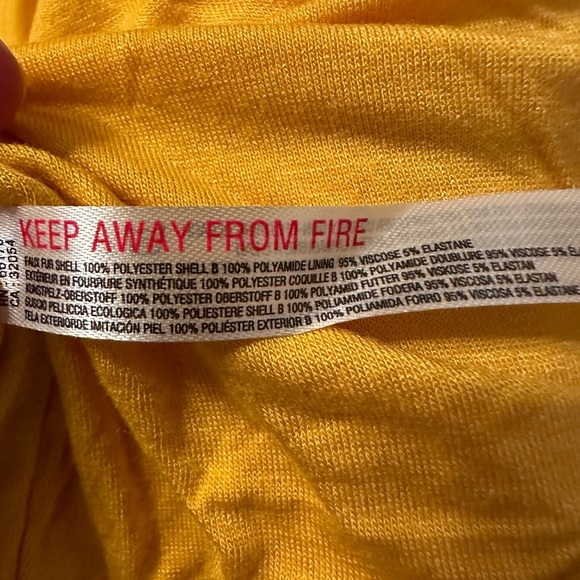 KEEP AWAY FROM FIRE
FAUX FUR SHELL 100% POLYESTER SHELL B 100% POLYAMIDE LINING 95% VISCOSE 5% ELASTANE
EXTÉRIEUR EN FOURPURE SYNTHÉTIQUE 100% POLYESTER COQUILLE B 100% POLYAMIDE DOUBLURE 95% VISCOSE 5%
KUNSTPELZ-OBERSTOFF 100% POLYESTER OBERSTOFF B 100% POLYAMID FUTTER 95% VISKOSE 5% ELASTAN
GUSCIO PELLICCIA ECOLOGICA 100% POLIESTERE SHELL B 100% POLIAMMIDE FODERA 95% VISCOSA 5% ELASTAN
TELA EXTERIORDE IMITACIÓN PIEL 100% POLIÉSTER EXTERIOR B 100% POLIAMIDA FORRO 95% VISCOSA 5% ELASTANE
CA: 32054